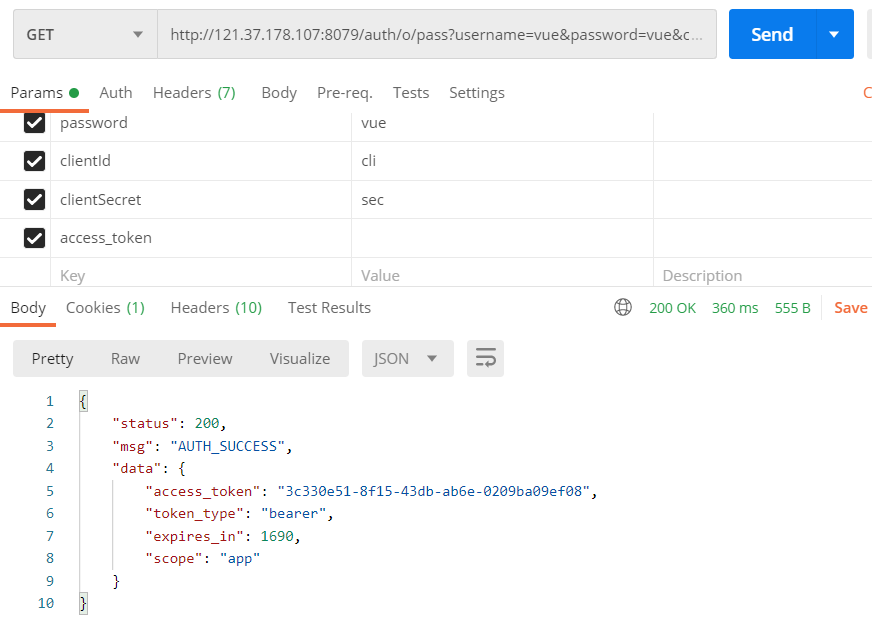 GET http://121.37.178.107:8079/auth/o/pass?username=vue&password=vue&c... Send
Params Auth Headers (7) Body Pre-req. Tests Settings C
password vue
clientId cli
clientSecret sec
access_token
Key Value Description
Body Cookies (1) Headers (10) Test Results 200 OK 360 ms 555 B Save
Pretty Raw Preview Visualize JSON
1 {
2 "status": 200,
3 "msg": "AUTH_SUCCESS",
4 "data": {
5 "access_token": "3c330e51-8f15-43db-ab6e-0209ba09ef08",
6 "token_type": "bearer",
7 "expires_in": 1690,
8 "scope": "app"
9 }
10 }